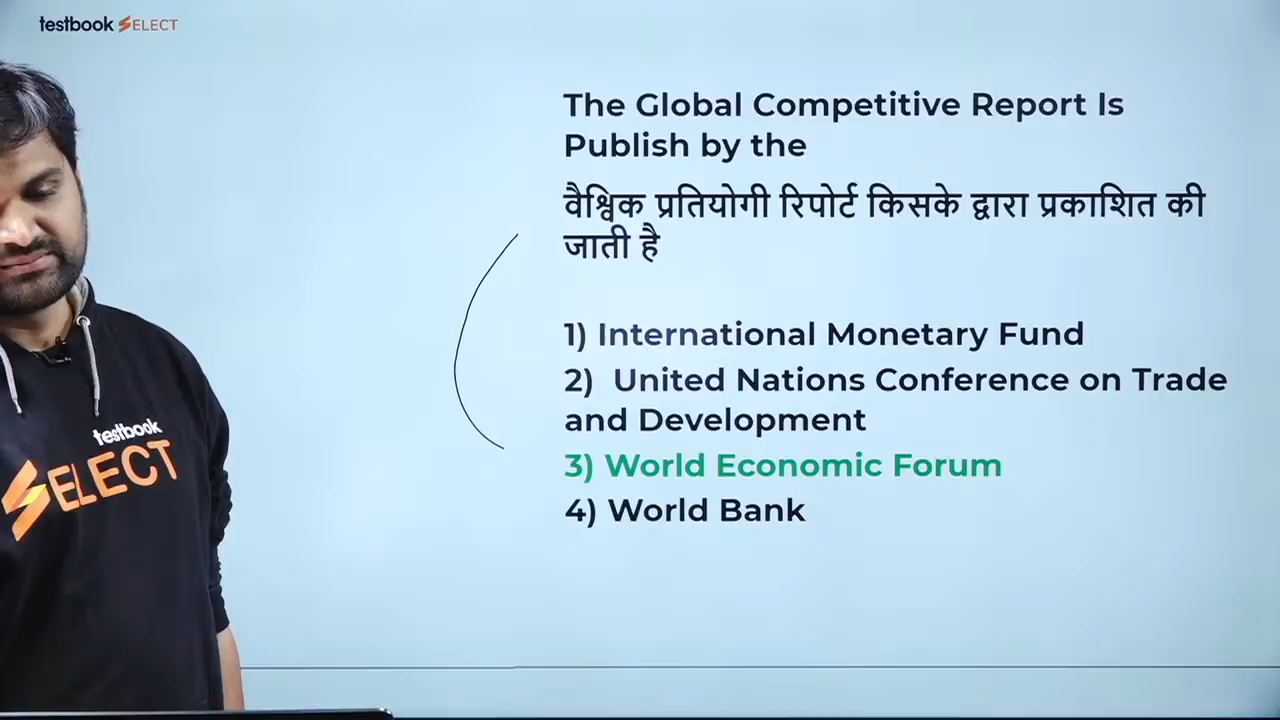 testbook SELECT
The Global Competitive Report Is
Publish by the
वैश्विक प्रतियोगी रिपोर्ट किसके द्वारा प्रकाशित की
जाती है
1) International Monetary Fund
2) United Nations Conference on Trade
and Development
3) World Economic Forum
4) World Bank
testbook
SELECT